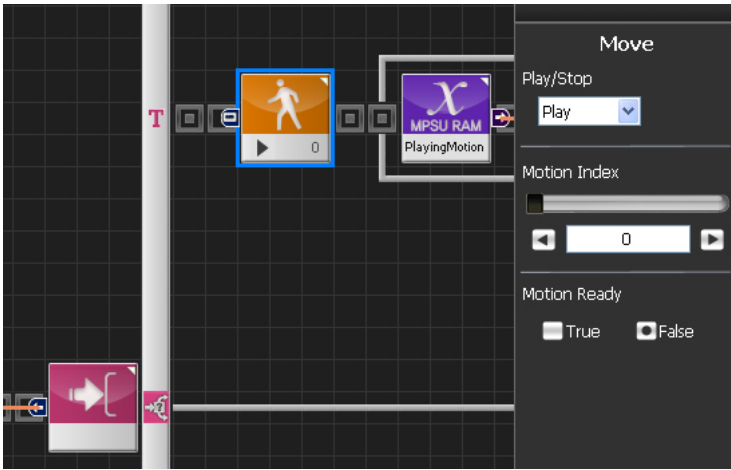 Move
Play/Stop
Play
T
X
MPSU RAM
PlayingMotion
0
Motion Index
0
Motion Ready
True
False
?